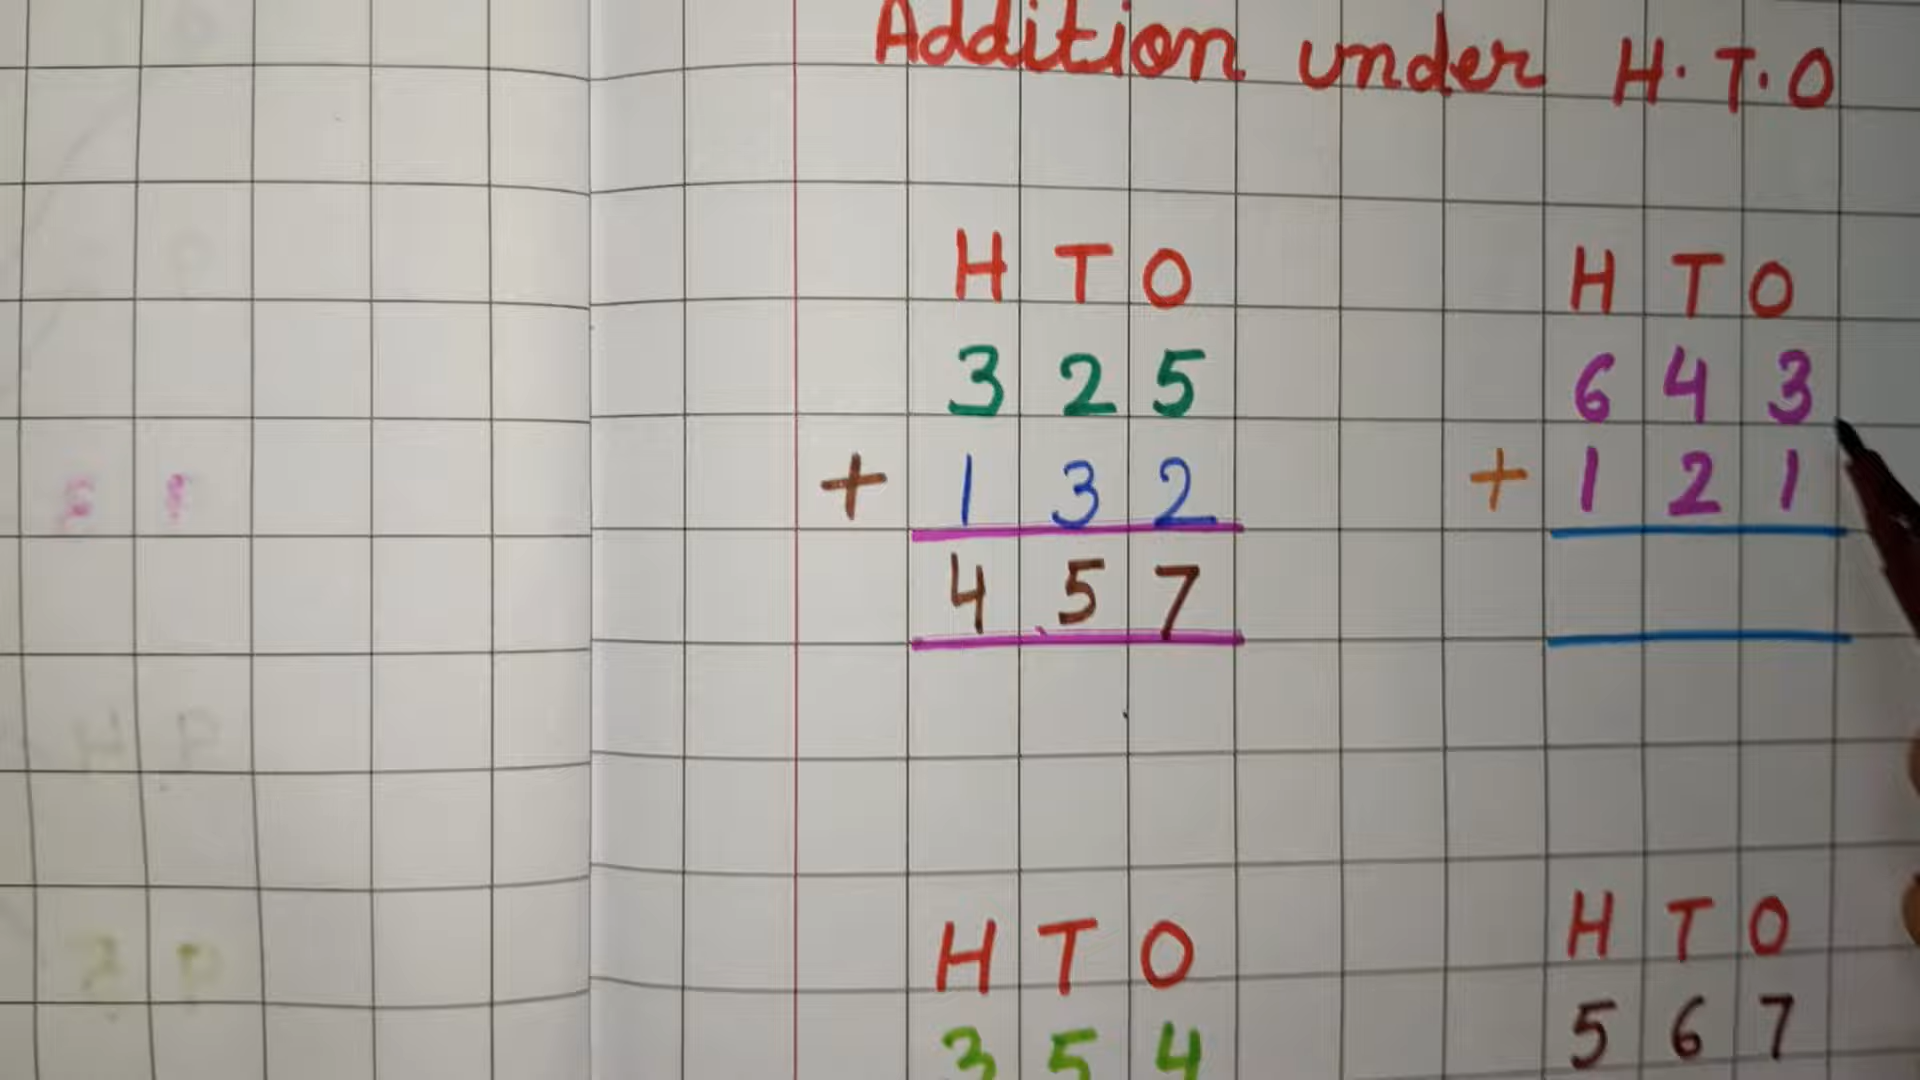 Addition under H.T.O
H T O H T O
3 2 5 6 4 3
+ 1 3 2 + 1 2 1
4 5 7
H T O H T O
3 5 4 5 6 7